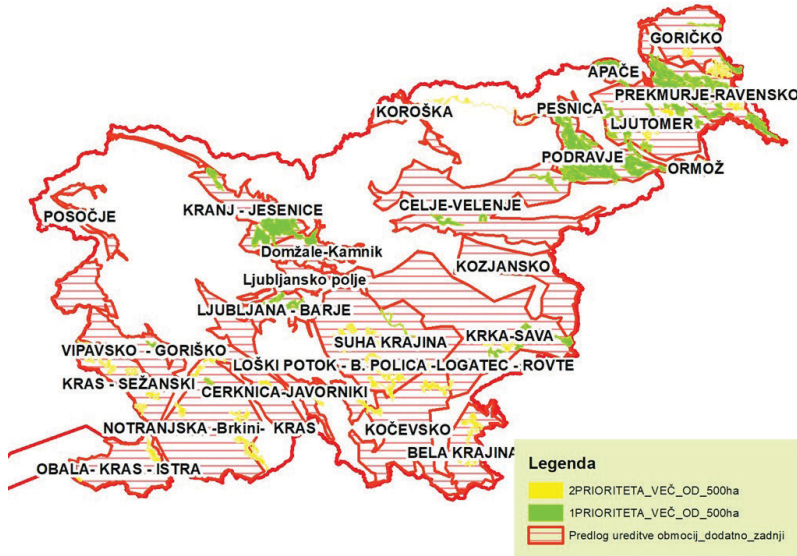 GORIČKO
APAČE
PREKMURJE-RAVENSKO
KOROŠKA
PESNICA
LJUTOMER
PODRAVJE
ORMOŽ
POSOČJE
KRANJ - JESENICE
CELJE-VELENJE
Domžale-Kamnik
KOZJANSKO
Ljubljansko polje
LJUBLJANA - BARJE
SUHA KRAJINA
KRKA-SAVA
VIPAVSKO - GORIŠKO
LOŠKI POTOK - B. POLICA -LOGATEC - ROVTE
KRAS - SEŽANSKI
CERKNICA-JAVORNIKI
NOTRANJSKA -Brkini- KRAS
KOČEVSKO
BELA KRAJINA
OBALA- KRAS - ISTRA
Legenda
2PRIORITETA_VEČ_OD_500ha
1PRIORITETA_VEČ_OD_500ha
Predlog ureditve obmocij_dodatno_zadnji